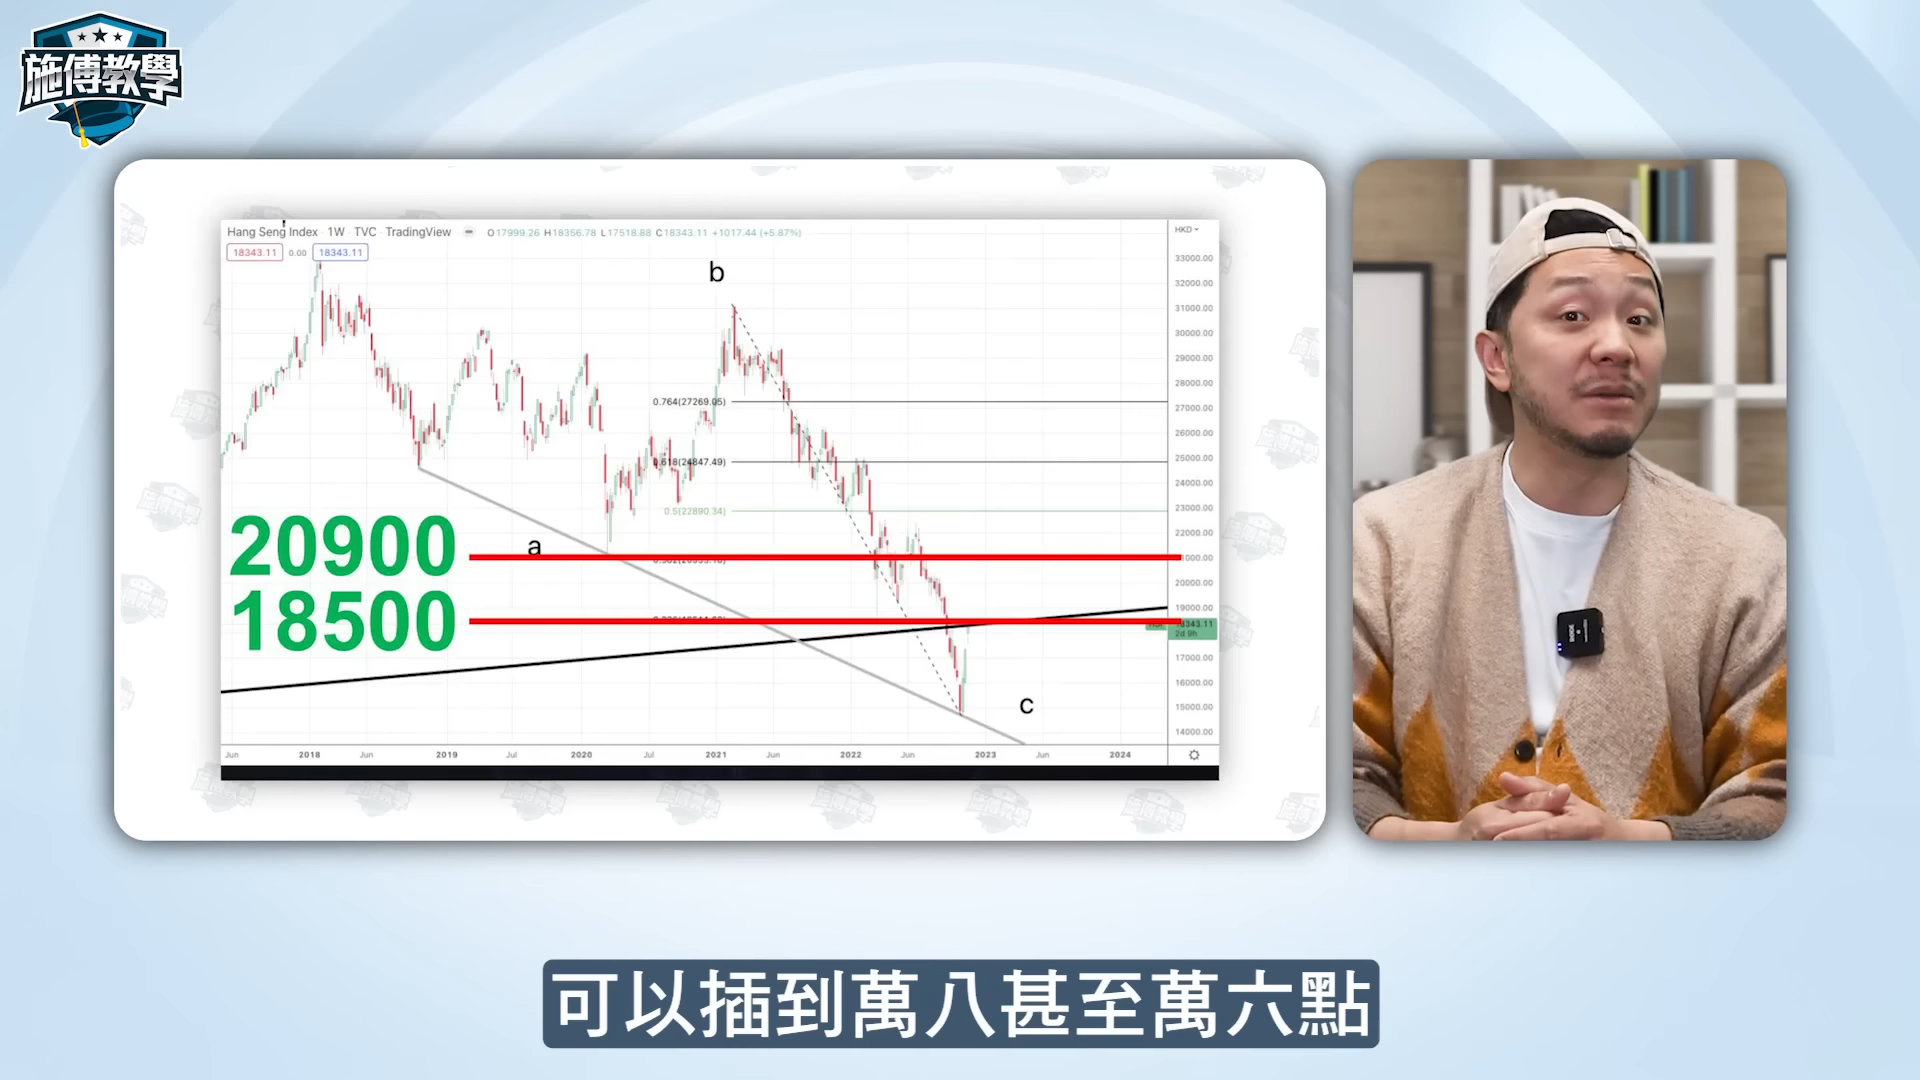 施傅教學
Hang Seng Index · 1W · TVC · TradingView
O17999.26 H18356.78 L17518.88 C18343.11 +1017.44 (+5.87%)
HKD
18343.11 0.00 18343.11
b
33000.00
32000.00
31000.00
30000.00
29000.00
28000.00
0.764(27269.05)
27000.00
26000.00
0.618(24847.49)
25000.00
24000.00
0.5(22890.34)
23000.00
22000.00
20900
a
20000.00
18500
19000.00
18343.11
2d 9h
17000.00
16000.00
c
15000.00
14000.00
Jun 2018 Jun 2019 Jul 2020 Jul 2021 Jun 2022 Jun 2023 Jun 2024
可以插到萬八甚至萬六點